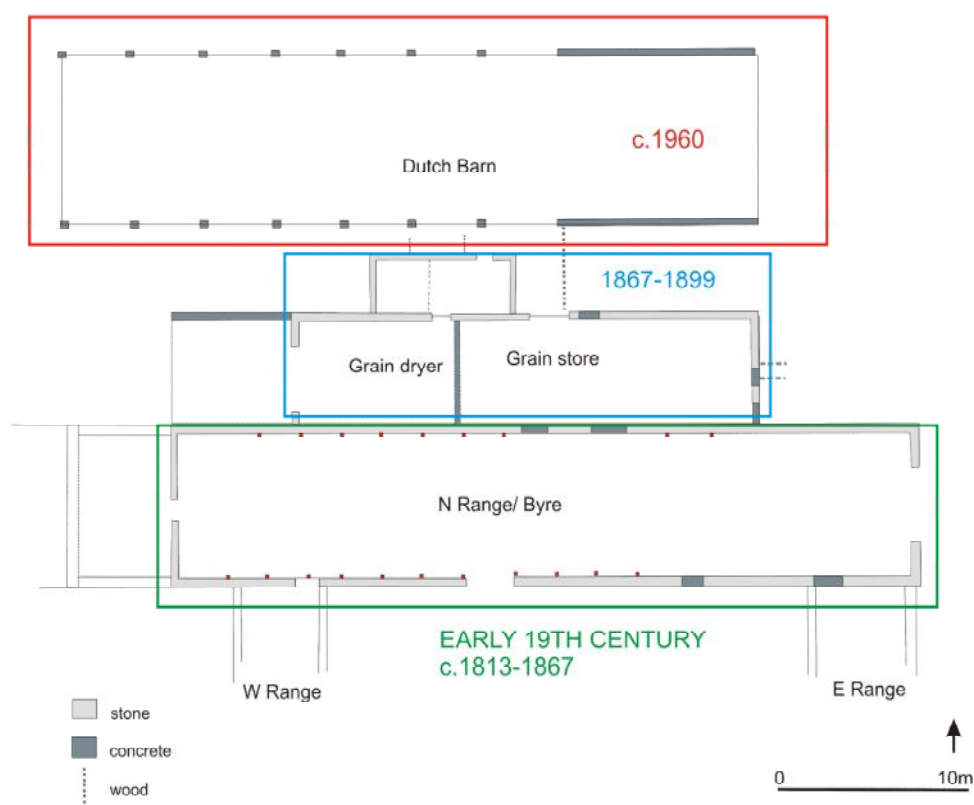 c.1960
Dutch Barn
1867-1899
Grain dryer
Grain store
N Range/ Byre
EARLY 19TH CENTURY
c.1813-1867
W Range
E Range
stone
concrete
wood
0
10m